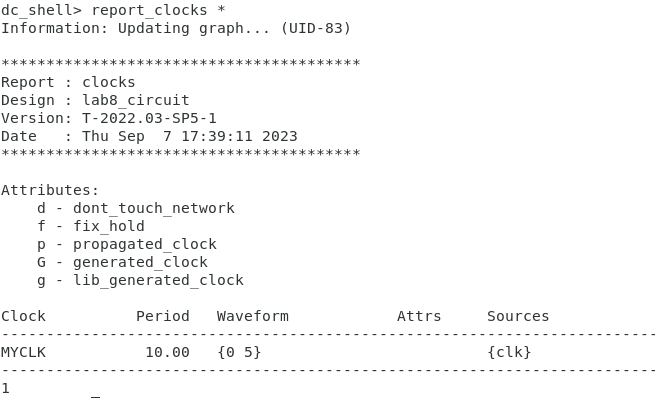 dc_shell> report_clocks *
Information: Updating graph... (UID-83)
****************************************
Report : clocks
Design : lab8_circuit
Version: T-2022.03-SP5-1
Date   : Thu Sep  7 17:39:11 2023
****************************************
Attributes:
    d - dont_touch_network
    f - fix_hold
    p - propagated_clock
    G - generated_clock
    g - lib_generated_clock
Clock          Period   Waveform            Attrs     Sources
--------------------------------------------------------------------------------
MYCLK           10.00   {0 5}                         {clk}
--------------------------------------------------------------------------------
1